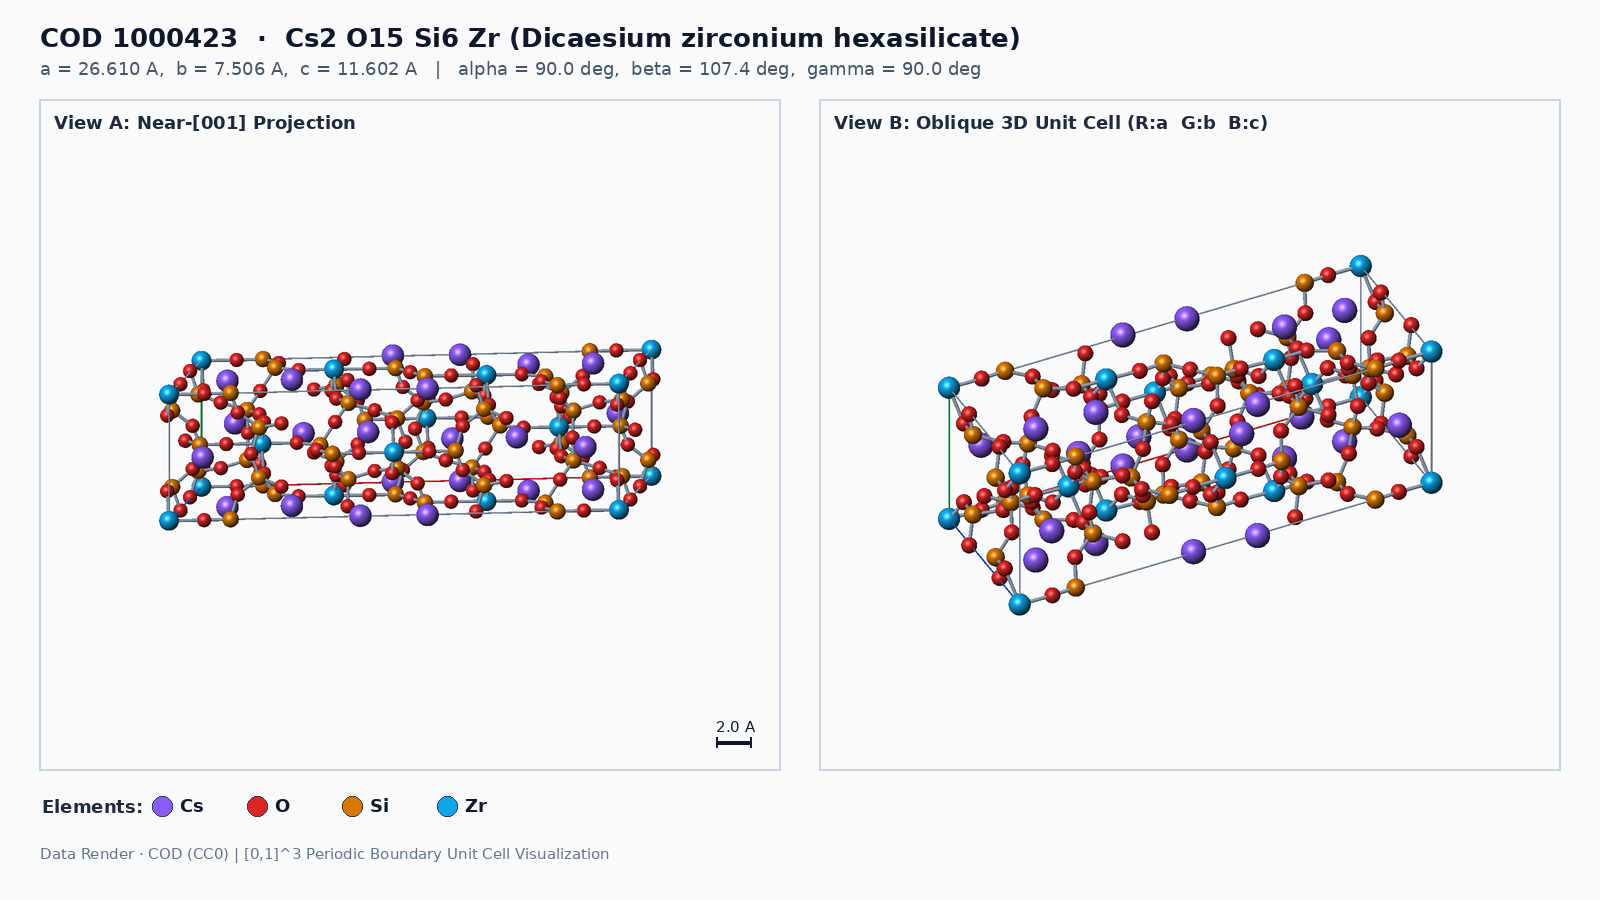 COD 1000423  ·  Cs2 O15 Si6 Zr (Dicaesium zirconium hexasilicate)
a = 26.610 A,  b = 7.506 A,  c = 11.602 A   |   alpha = 90.0 deg,  beta = 107.4 deg,  gamma = 90.0 deg
View A: Near-[001] Projection
View B: Oblique 3D Unit Cell (R:a  G:b  B:c)
2.0 A
Elements: Cs O Si Zr
Data Render · COD (CC0) | [0,1]^3 Periodic Boundary Unit Cell Visualization